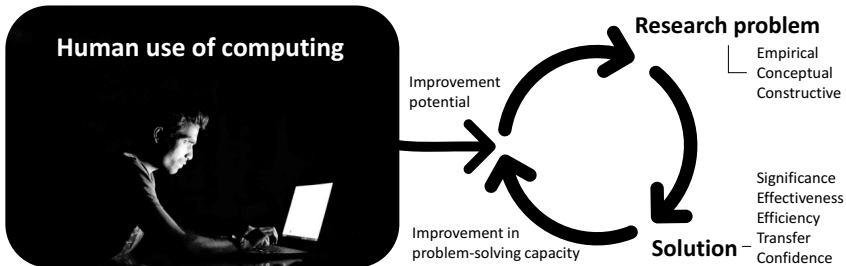 Human use of computing
Improvement
potential
Research problem
Empirical
Conceptual
Constructive
Improvement in
problem-solving capacity
Solution
Significance
Effectiveness
Efficiency
Transfer
Confidence